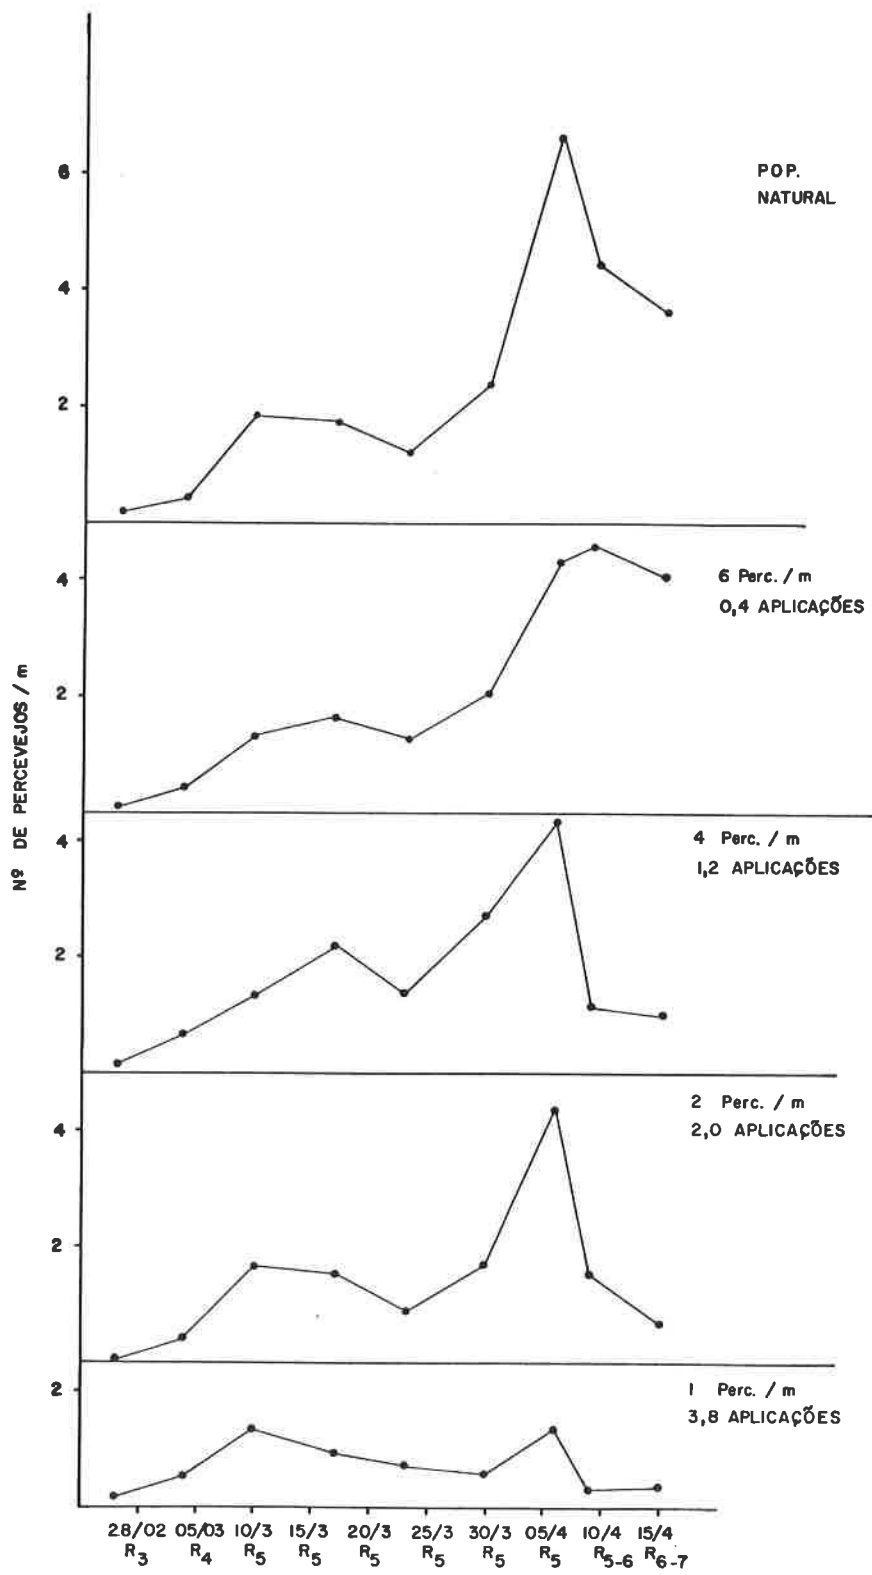 6
POP.
NATURAL
4
2
4
6 Perc. / m
0,4 APLICAÇÕES
2
Nº DE PERCEVEJOS / m
4
4 Perc. / m
1,2 APLICAÇÕES
2
2 Perc. / m
2,0 APLICAÇÕES
4
2
2
1 Perc. / m
3,8 APLICAÇÕES
28/02 05/03 10/3 15/3 20/3 25/3 30/3 05/4 10/4 15/4
R3 R4 R5 R5 R5 R5 R5 R5 R5-6 R6-7